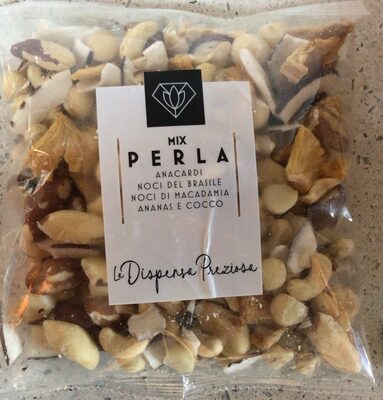 MIX
PERLA
ANACARDI
NOCI DEL BRASILE
NOCI DI MACADAMIA
ANANAS E COCCO
La Dispensa Preziosa